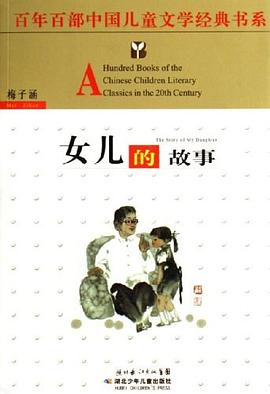 百年百部中国儿童文学经典书系
A Hundred Books of the
Chinese Children Literary
Classics in the 20th Century
梅子涵
Mei Zihan
The Story of My Daughter
女儿的故事
湖北少年儿童出版社
HUBEI CHILDREN'S PRESS